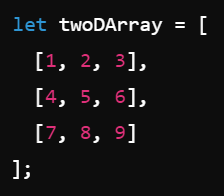 let twoDArray = [
  [1, 2, 3],
  [4, 5, 6],
  [7, 8, 9]
];